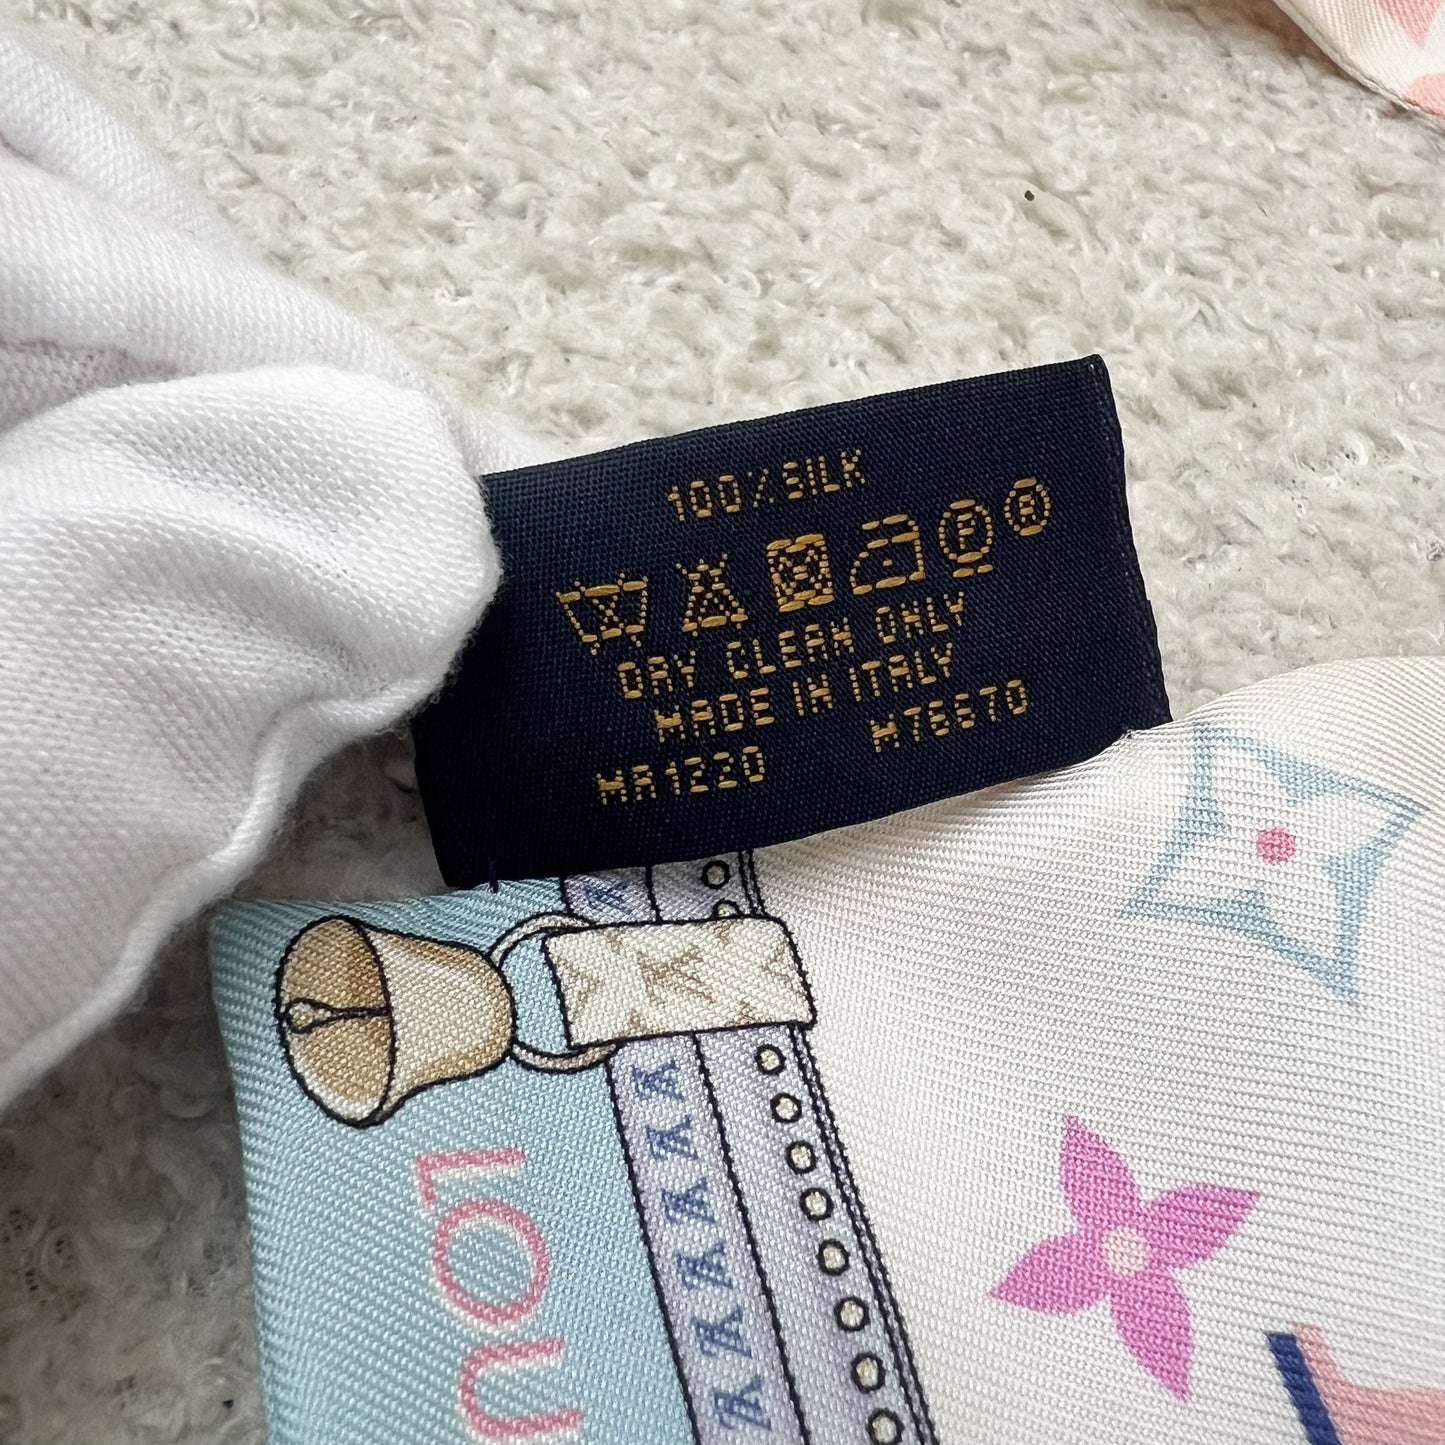 100% SILK
P R
DRY CLEAN ONLY
MADE IN ITALY
MR1220 M76670
LOU